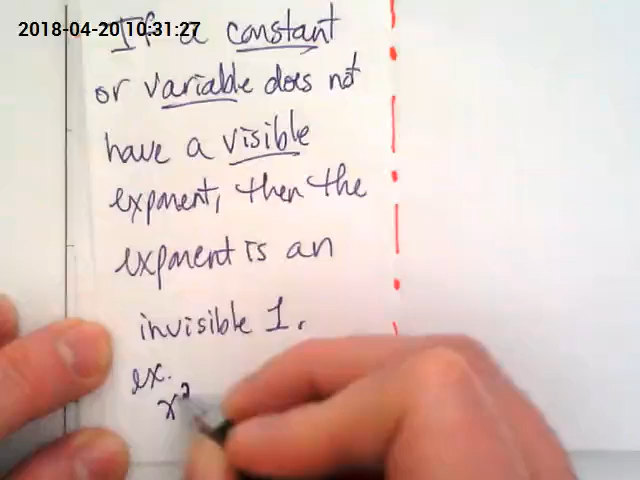 2018-04-20 10:31:27
If a constant
or variable does not
have a visible
exponent, then the
exponent is an
invisible 1.
ex.
x²